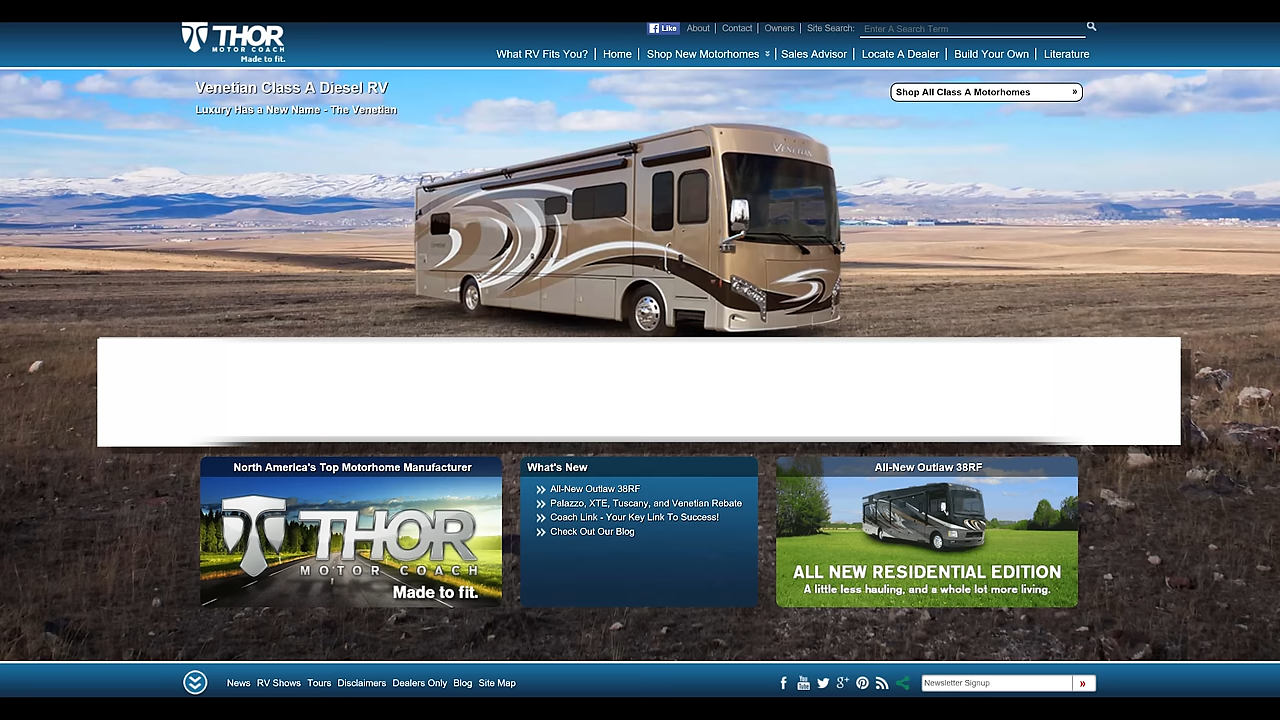 THOR
MOTOR COACH
Made to fit.
Like
About
Contact
Owners
Site Search:
Enter A Search Term
What RV Fits You?
Home
Shop New Motorhomes
Sales Advisor
Locate A Dealer
Build Your Own
Literature
Venetian Class A Diesel RV
Luxury Has a New Name - The Venetian
Shop All Class A Motorhomes »
VENETIAN
North America's Top Motorhome Manufacturer
THOR
MOTOR COACH
Made to fit.
What's New
All-New Outlaw 38RF
Palazzo, XTE, Tuscany, and Venetian Rebate
Coach Link - Your Key Link To Success!
Check Out Our Blog
All-New Outlaw 38RF
ALL NEW RESIDENTIAL EDITION
A little less hauling, and a whole lot more living.
News
RV Shows
Tours
Disclaimers
Dealers Only
Blog
Site Map
You
Tube
Newsletter Signup
»